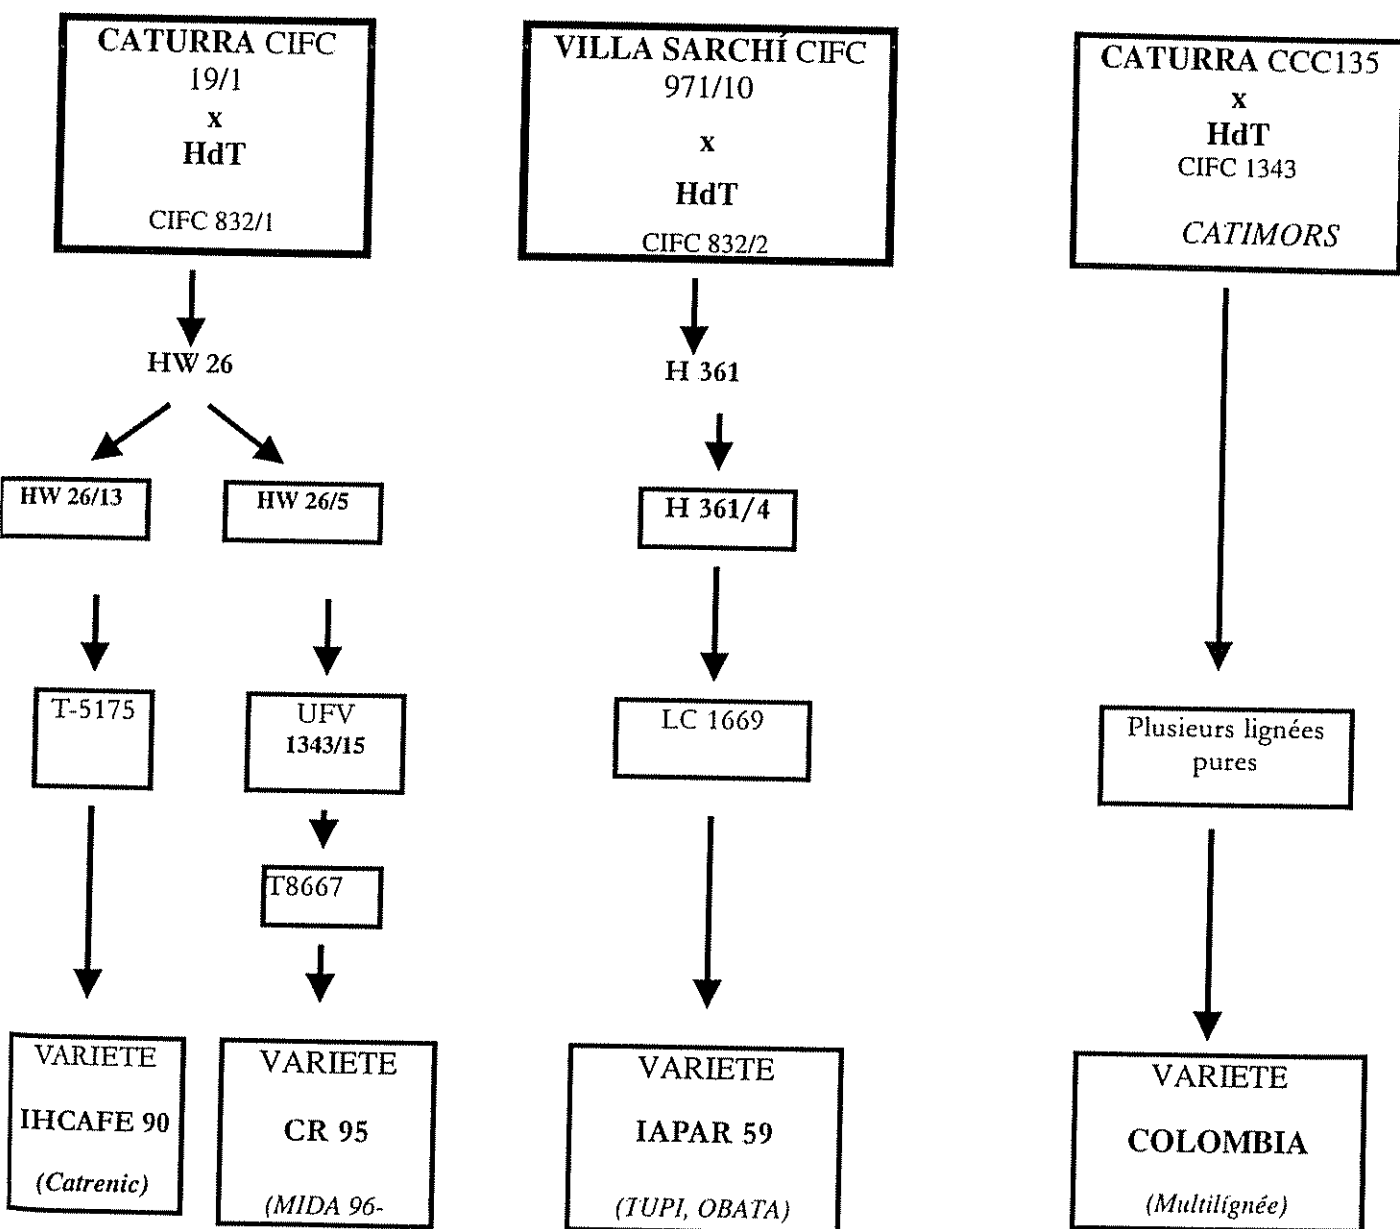 CATURRA CIFC
19/1
x
HdT
CIFC 832/1
VILLA SARCHÍ CIFC
971/10
x
HdT
CIFC 832/2
CATURRA CCC135
x
HdT
CIFC 1343
CATIMORS
HW 26
H 361
HW 26/13
HW 26/5
H 361/4
T-5175
UFV
1343/15
LC 1669
Plusieurs lignées
pures
T8667
VARIETE
IHCAFE 90
(Catrenic)
VARIETE
CR 95
(MIDA 96-
VARIETE
IAPAR 59
(TUPI, OBATA)
VARIETE
COLOMBIA
(Multilignée)